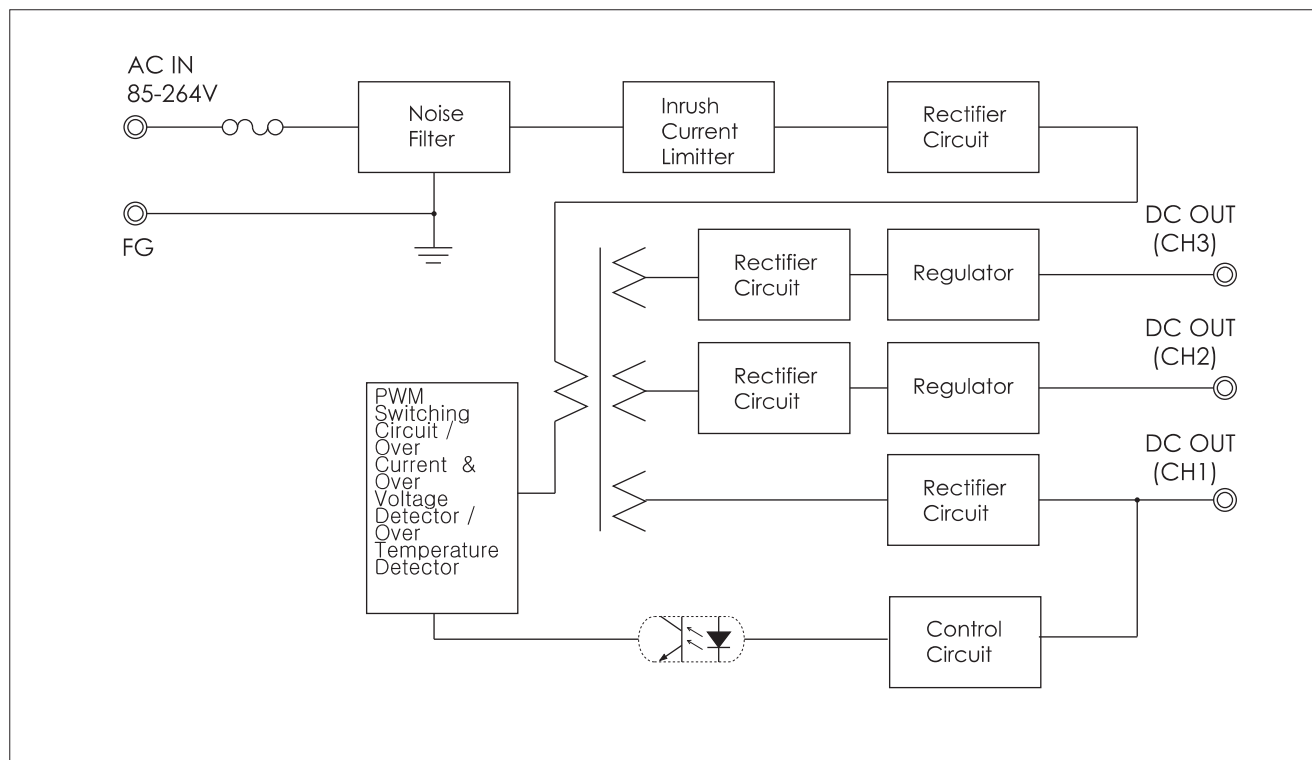 AC IN
85-264V
Noise
Filter
Inrush
Current
Limitter
Rectifier
Circuit
FG
DC OUT
(CH3)
Rectifier
Circuit
Regulator
DC OUT
(CH2)
Rectifier
Circuit
Regulator
PWM
Switching
Circuit /
Over
Current &
Over
Voltage
Detector /
Over
Temperature
Detector
DC OUT
(CH1)
Rectifier
Circuit
Control
Circuit